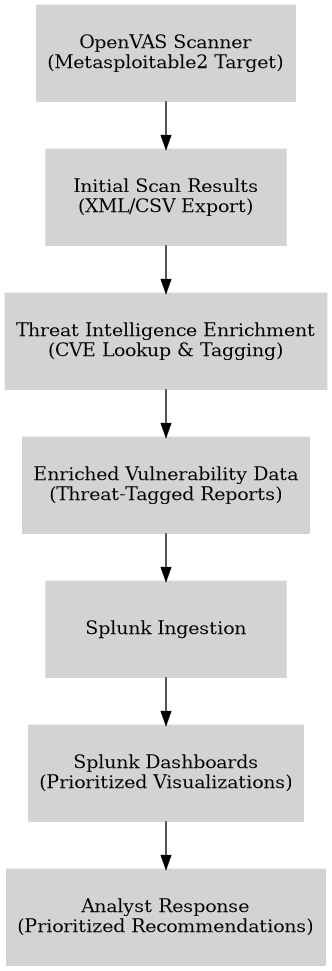 OpenVAS Scanner
(Metasploitable2 Target)
Initial Scan Results
(XML/CSV Export)
Threat Intelligence Enrichment
(CVE Lookup & Tagging)
Enriched Vulnerability Data
(Threat-Tagged Reports)
Splunk Ingestion
Splunk Dashboards
(Prioritized Visualizations)
Analyst Response
(Prioritized Recommendations)